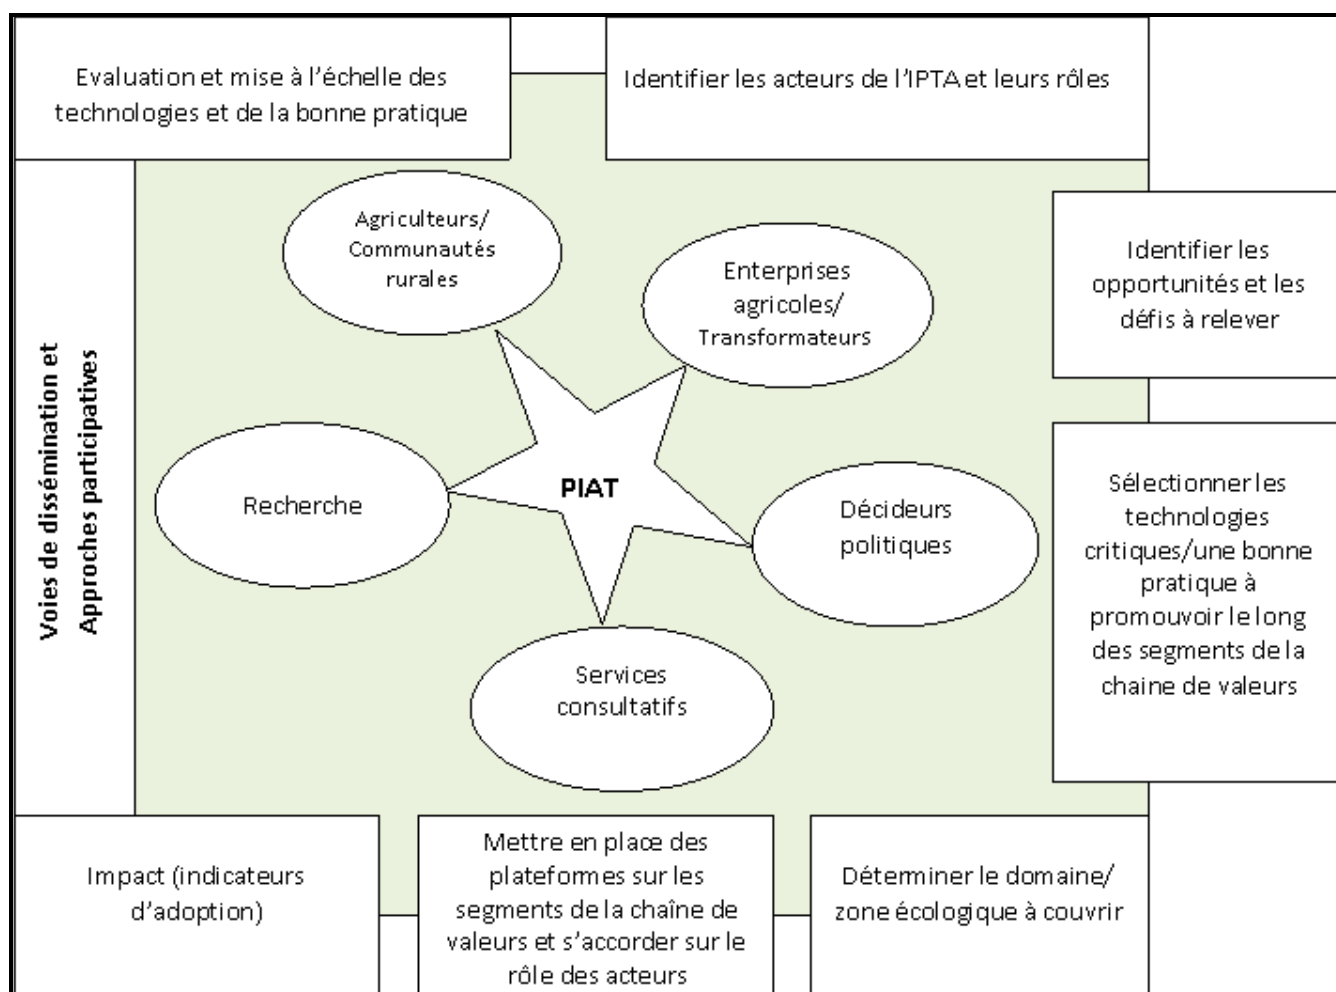 Evaluation et mise à l'échelle des
technologies et de la bonne pratique
Identifier les acteurs de l'IPTA et leurs rôles
Agriculteurs/
Communautés
rurales
Enterprises
agricoles/
Transformateurs
Identifier les
opportunités et les
défis à relever
Voies de dissémination et
Approches participatives
Recherche
PIAT
Décideurs
politiques
Sélectionner les
technologies
critiques/une bonne
pratique à
promouvoir le long
des segments de la
chaine de valeurs
Services
consultatifs
Impact (indicateurs
d'adoption)
Mettre en place des
plateformes sur les
segments de la chaîne de
valeurs et s'accorder sur le
rôle des acteurs
Déterminer le domaine/
zone écologique à couvrir